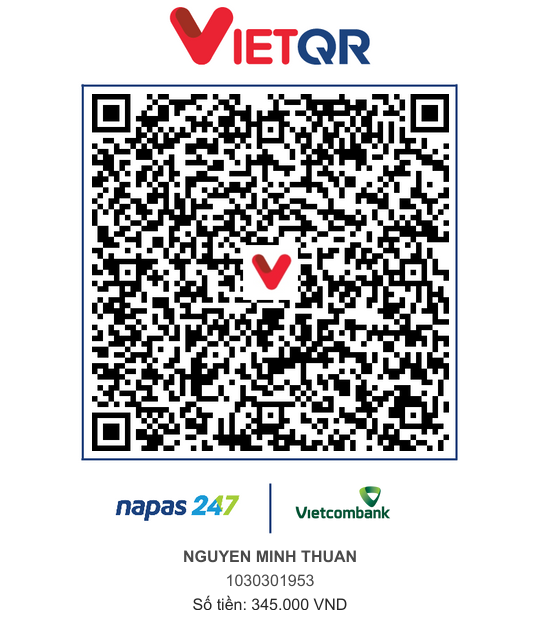 VIETQR
napas 247
Vietcombank
NGUYEN MINH THUAN
1030301953
Số tiền: 345.000 VND